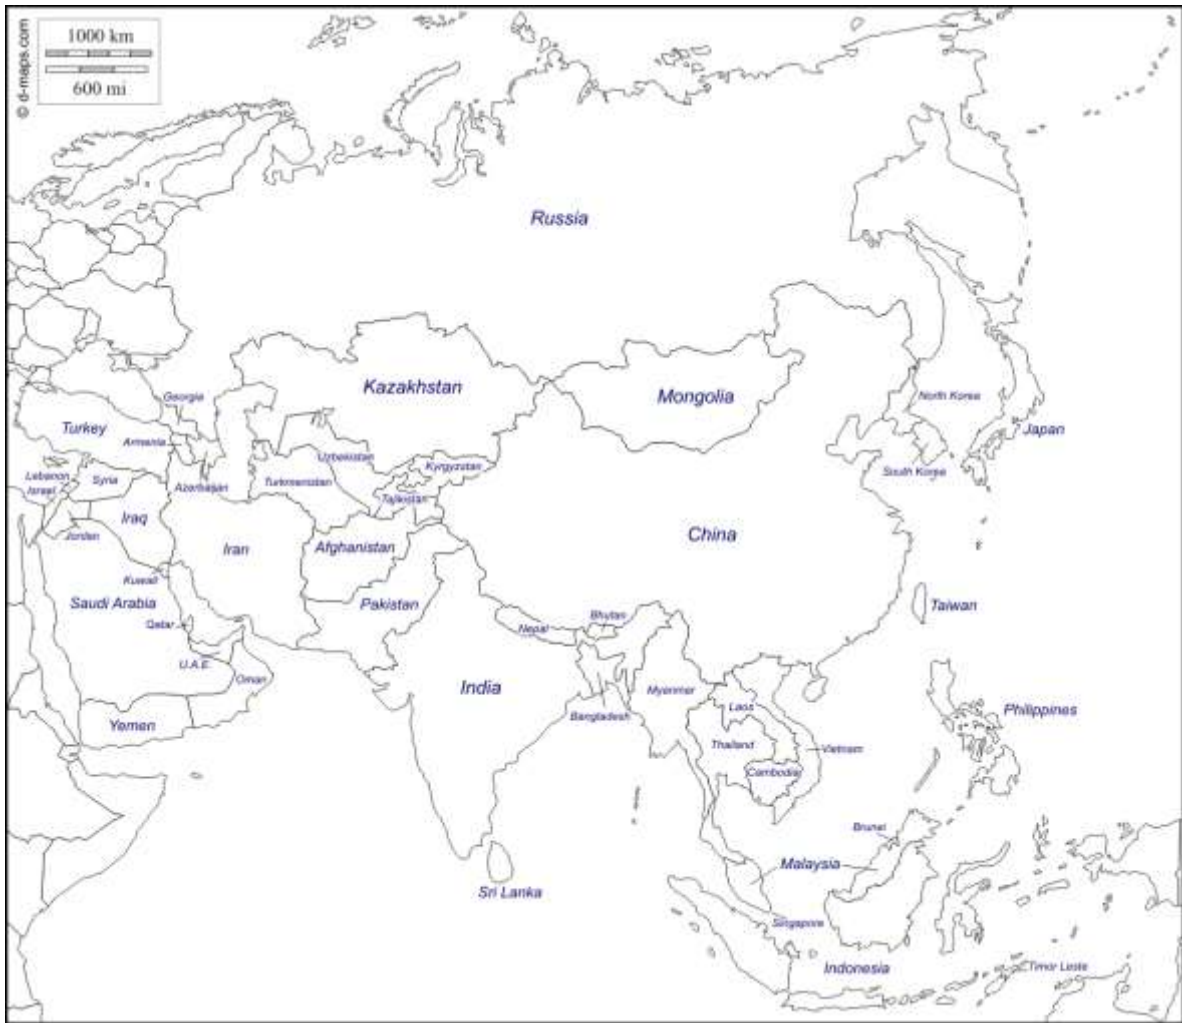 © d-maps.com
1000 km
600 mi
Russia
Kazakhstan
Mongolia
Georgia
North Korea
Turkey
Japan
Armenia
Uzbekistan
Kyrgyzstan
South Korea
Lebanon
Syria
Turkmenistan
Israel
Azerbaijan
Tajikistan
Iraq
China
Jorden
Iran
Afghanistan
Kuwait
Saudi Arabia
Pakistan
Taiwan
Bhutan
Qatar
Nepal
U.A.E.
Oman
India
Myanmer
Laos
Philippines
Bangladesh
Yemen
Thailand
Vietnam
Cambodia
Brunei
Malaysia
Sri Lanka
Singapore
Indonesia
Timor Leste